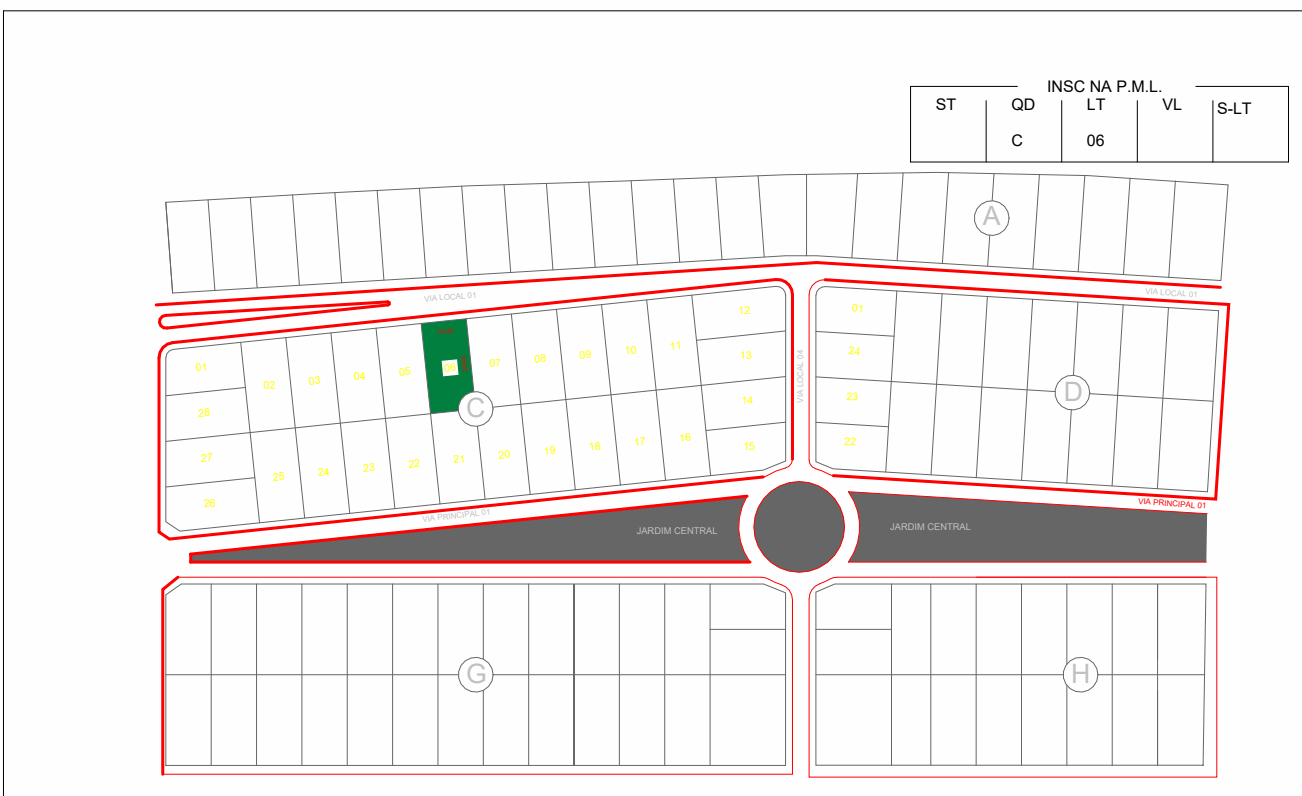 INSC NA P.M.L.
ST QD LT VL S-LT
C 06
A
VIA LOCAL 01
VIA LOCAL 01
12
01
11
10
09
08
07
06
05
04
03
02
01
13
24
VIA LOCAL 04
C
D
28
14
23
27
15
22
16
17
18
19
20
21
22
23
24
25
26
VIA PRINCIPAL 01
VIA PRINCIPAL 01
JARDIM CENTRAL
JARDIM CENTRAL
G
H